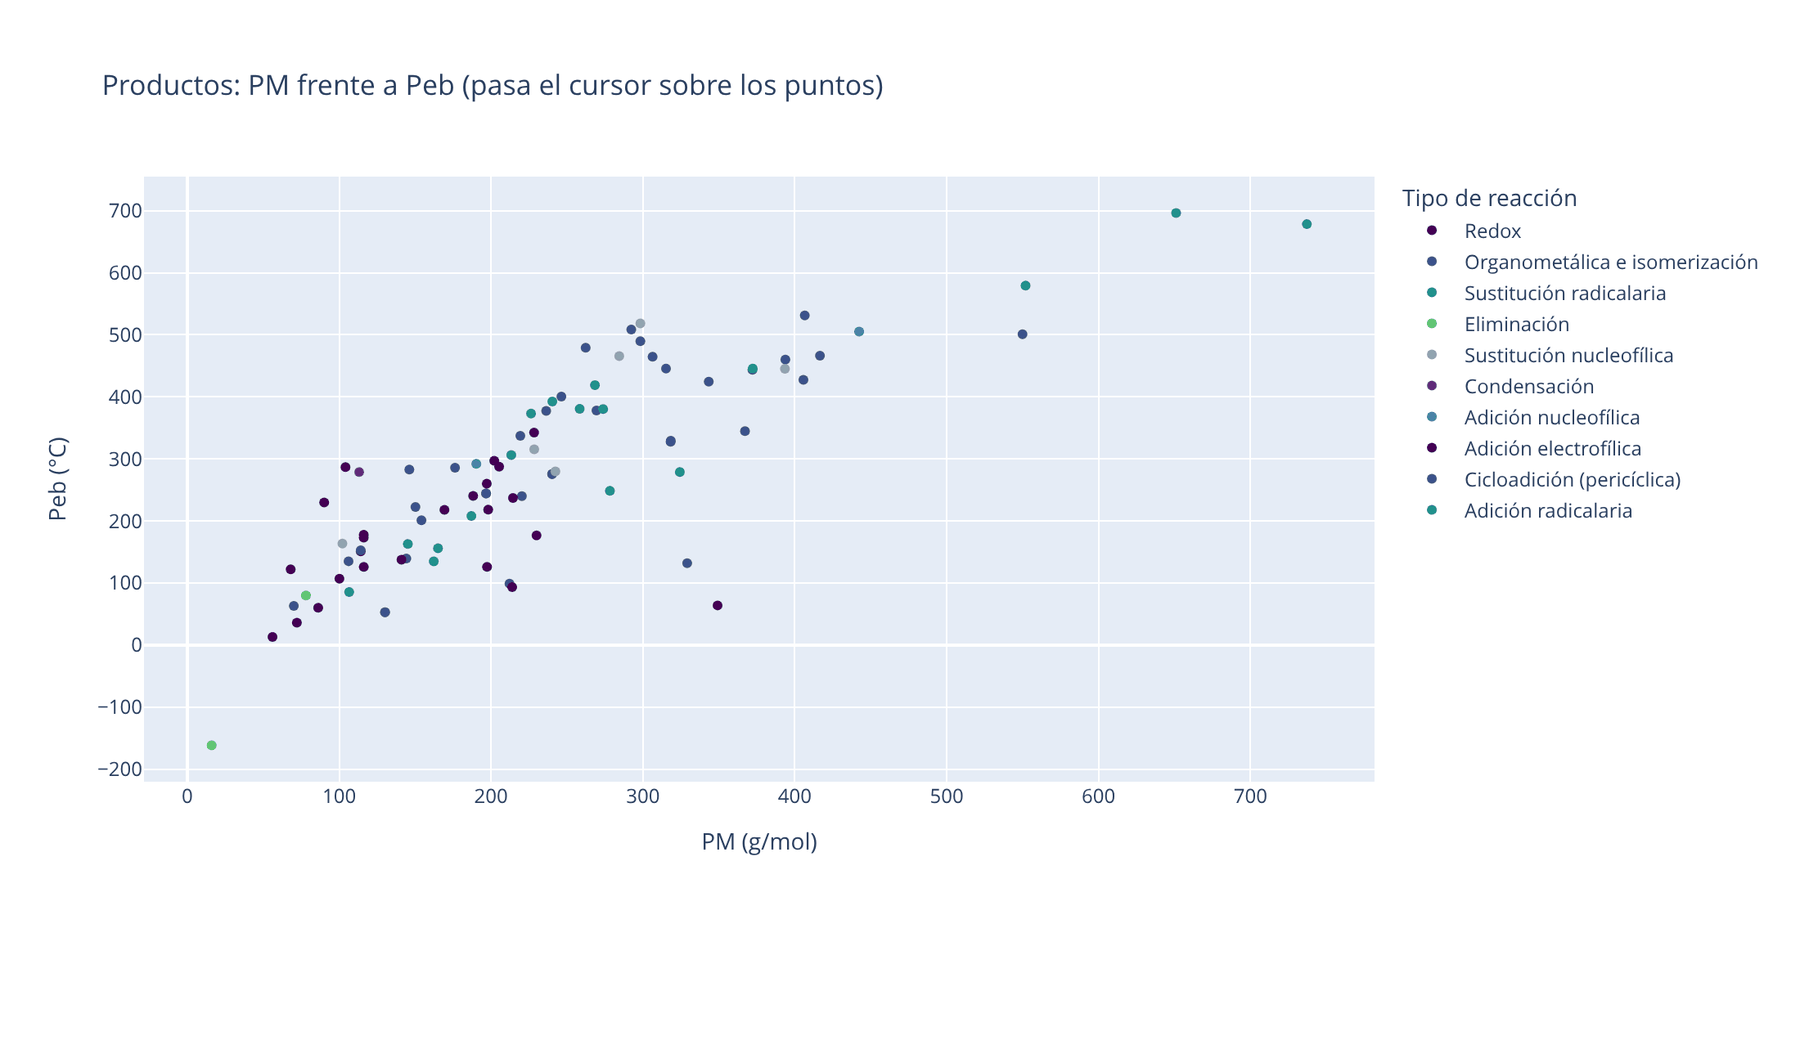 Productos: PM frente a Peb (pasa el cursor sobre los puntos)
Tipo de reacción
Redox
Organometálica e isomerización
Sustitución radicalaria
Eliminación
Sustitución nucleofílica
Condensación
Adición nucleofílica
Adición electrofílica
Cicloadición (pericíclica)
Adición radicalaria
Peb (°C)
700
600
500
400
300
200
100
0
−100
−200
0 100 200 300 400 500 600 700
PM (g/mol)